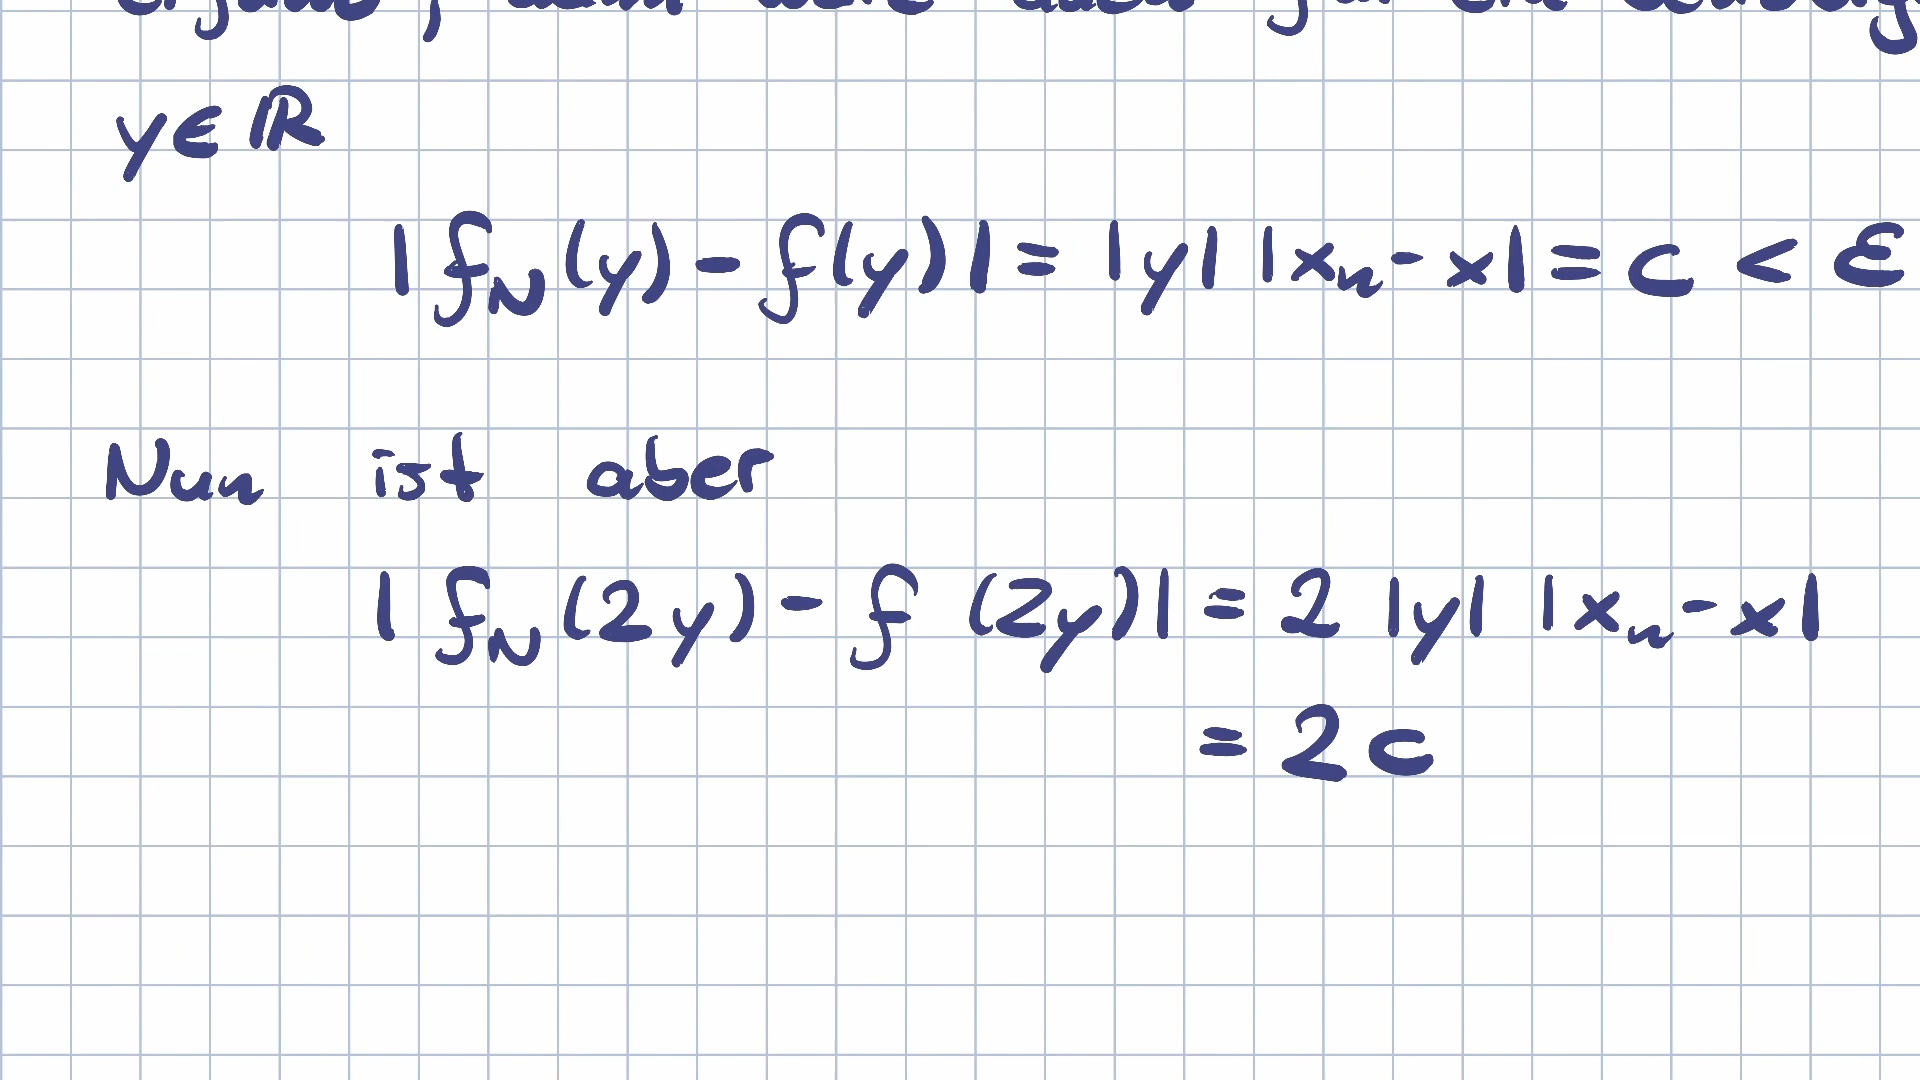 y∈ℝ
|f_N(y) - f(y)| = |y| |x_n - x| = c < ε
Nun ist aber
|f_N(2y) - f(2y)| = 2 |y| |x_n - x|
= 2c